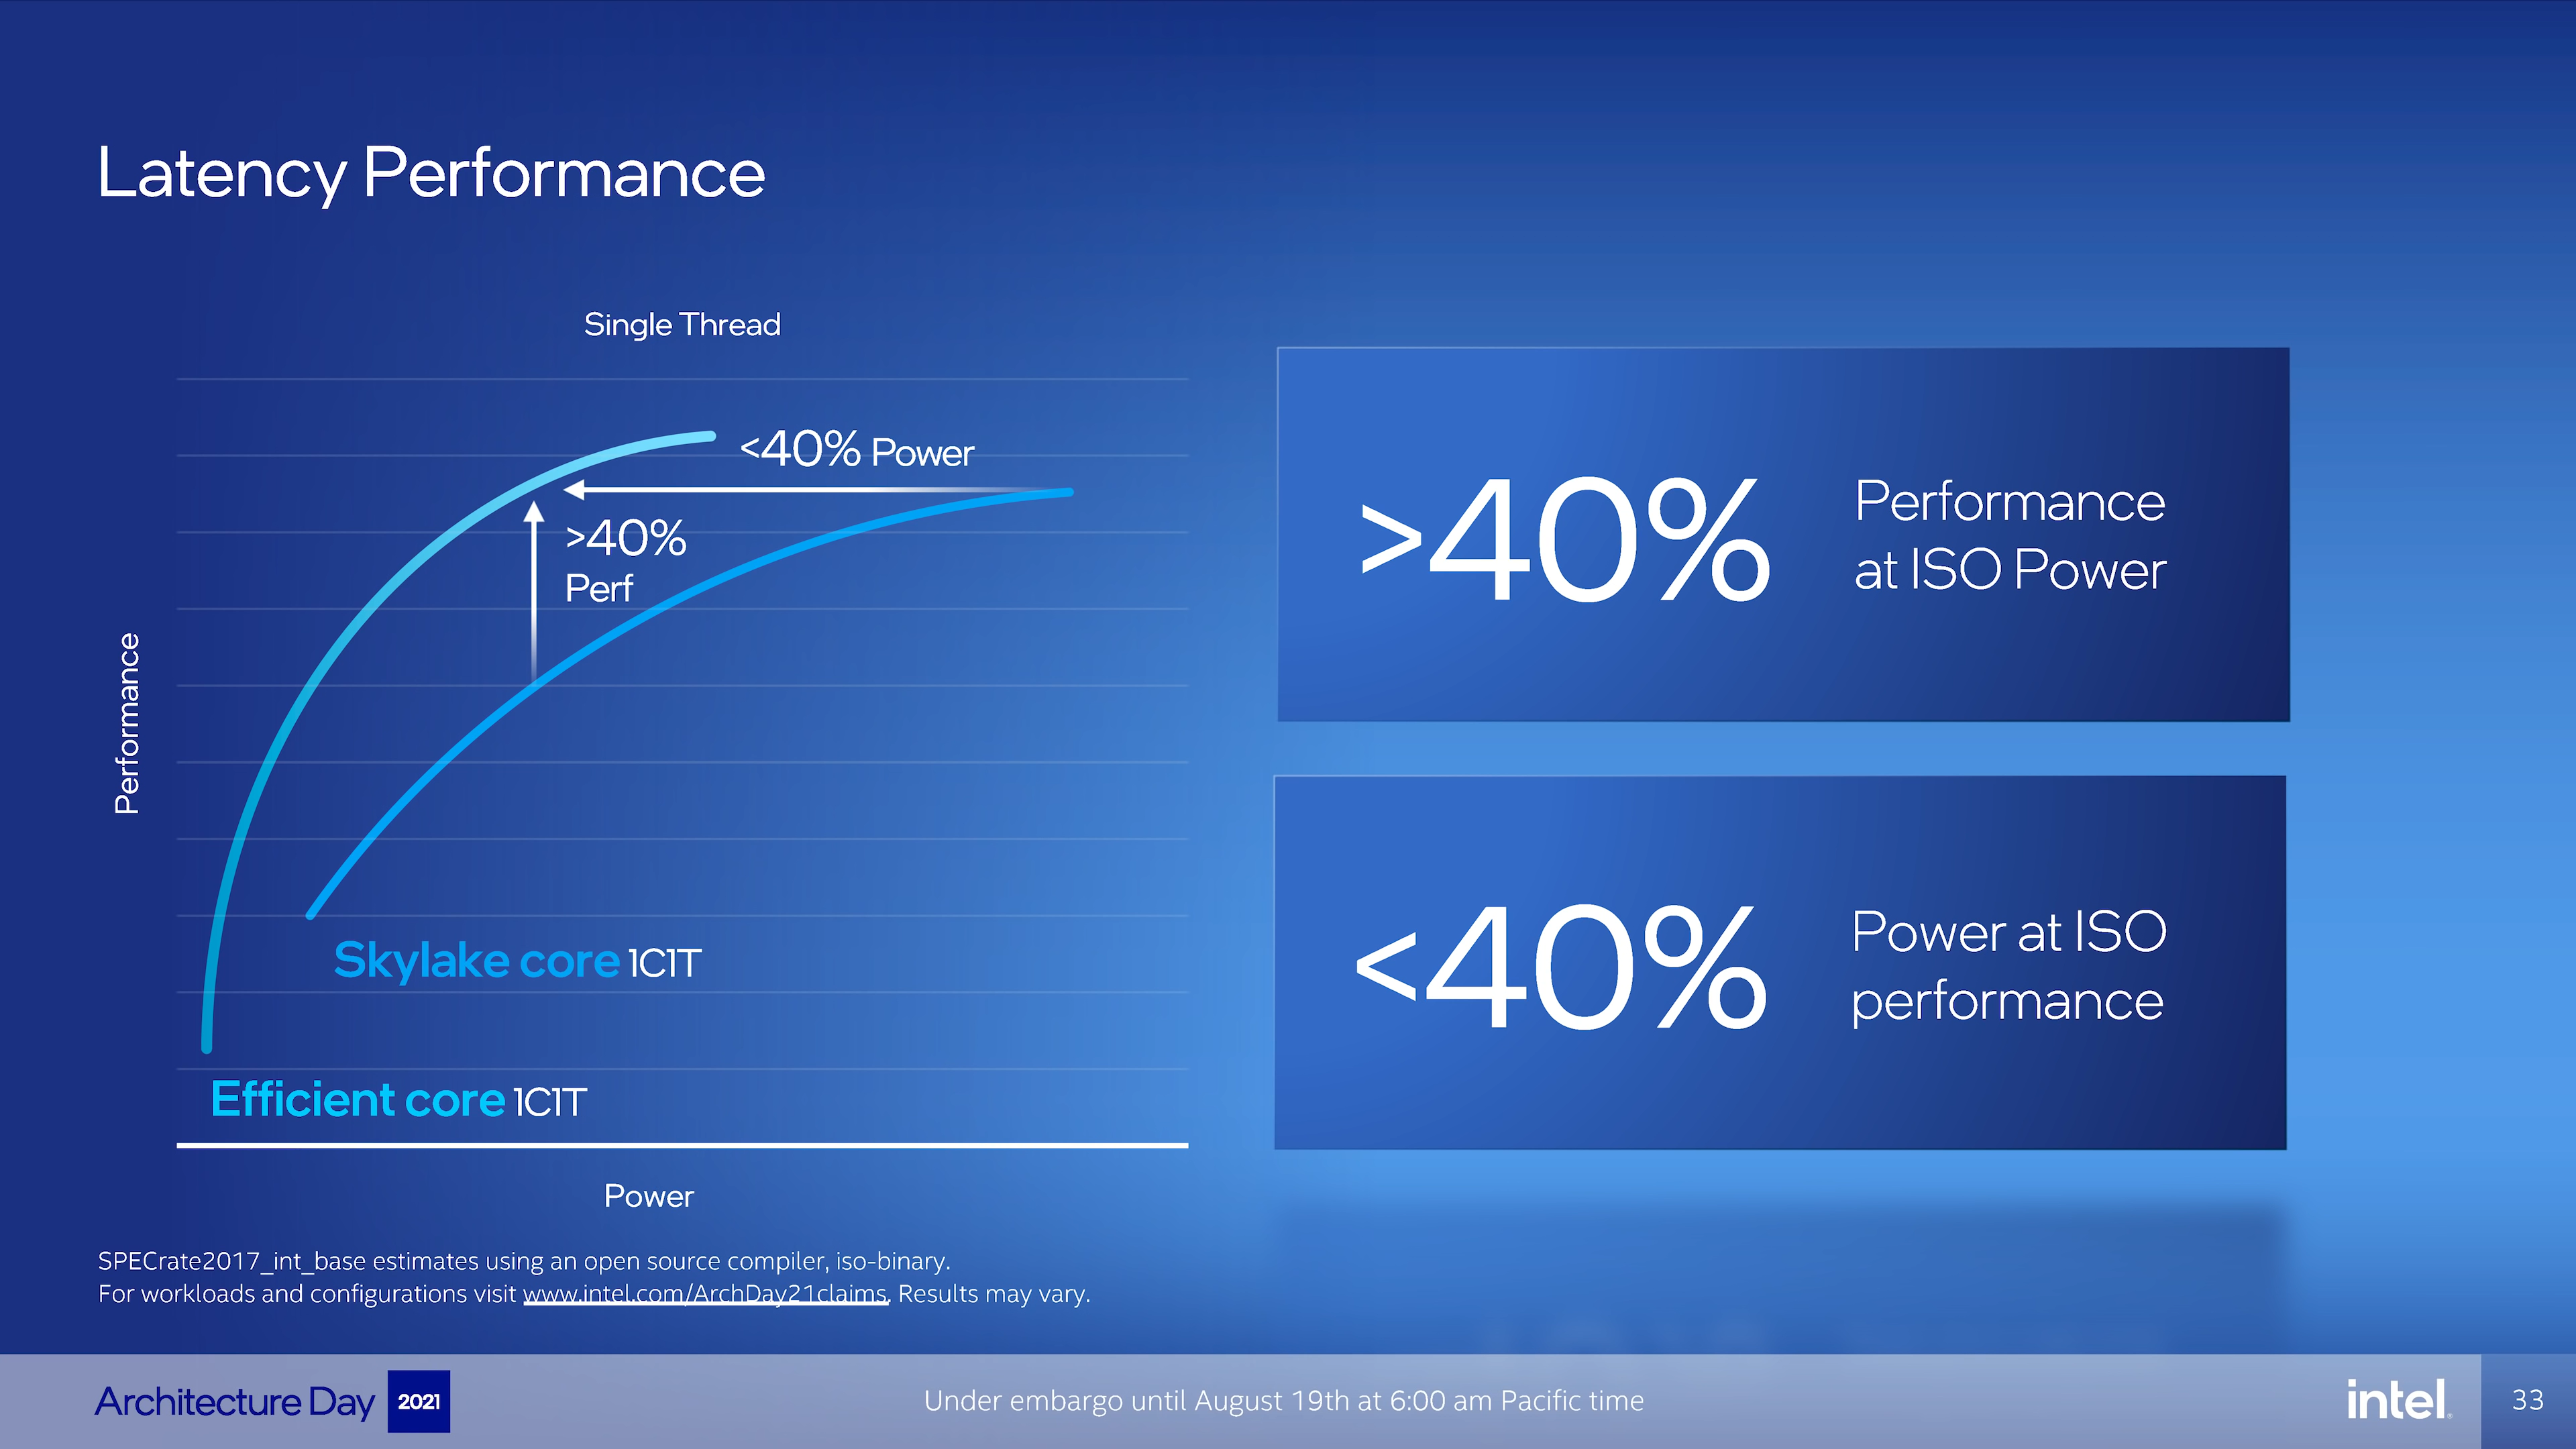 Latency Performance
Single Thread
<40% Power
>40%
Perf
Performance
Skylake core 1C1T
Efficient core 1C1T
Power
>40%
Performance
at ISO Power
<40%
Power at ISO
performance
SPECrate2017_int_base estimates using an open source compiler, iso-binary.
For workloads and configurations visit www.intel.com/ArchDay21claims. Results may vary.
Architecture Day 2021
Under embargo until August 19th at 6:00 am Pacific time
intel.
33